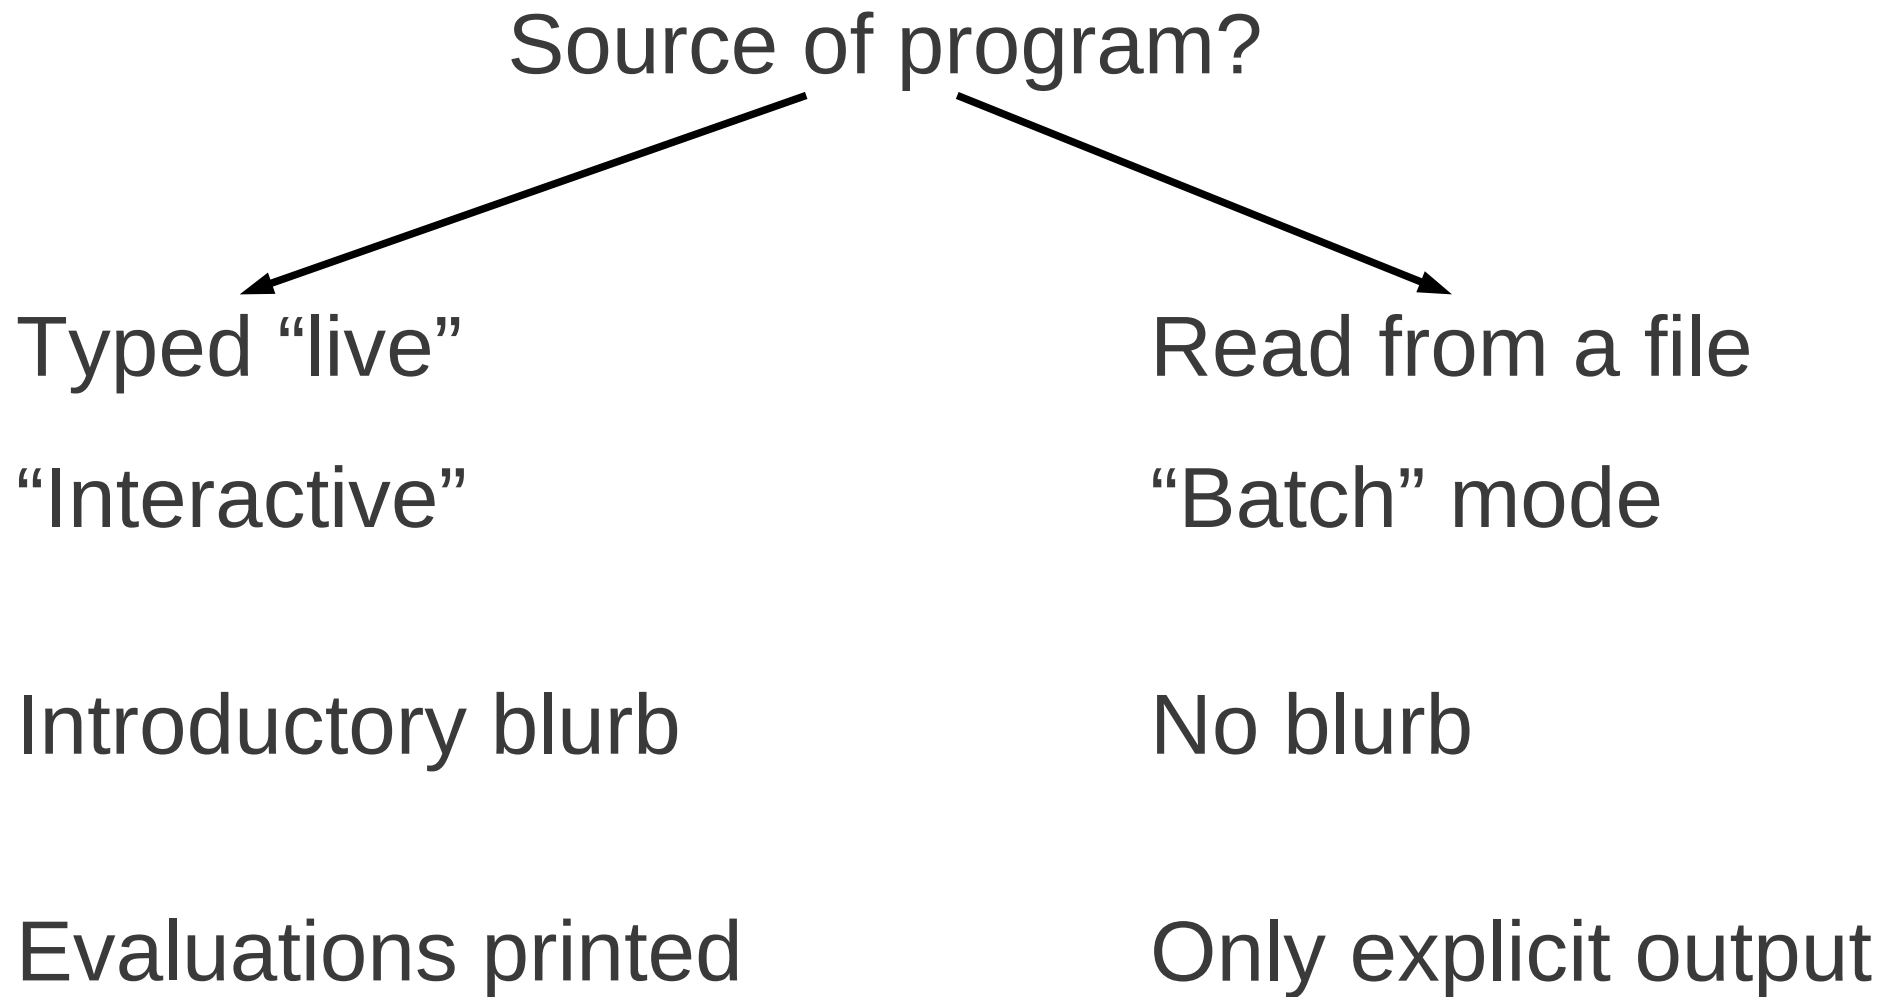 Source of program?
Typed “live”
Read from a file
“Interactive”
“Batch” mode
Introductory blurb
No blurb
Evaluations printed
Only explicit output